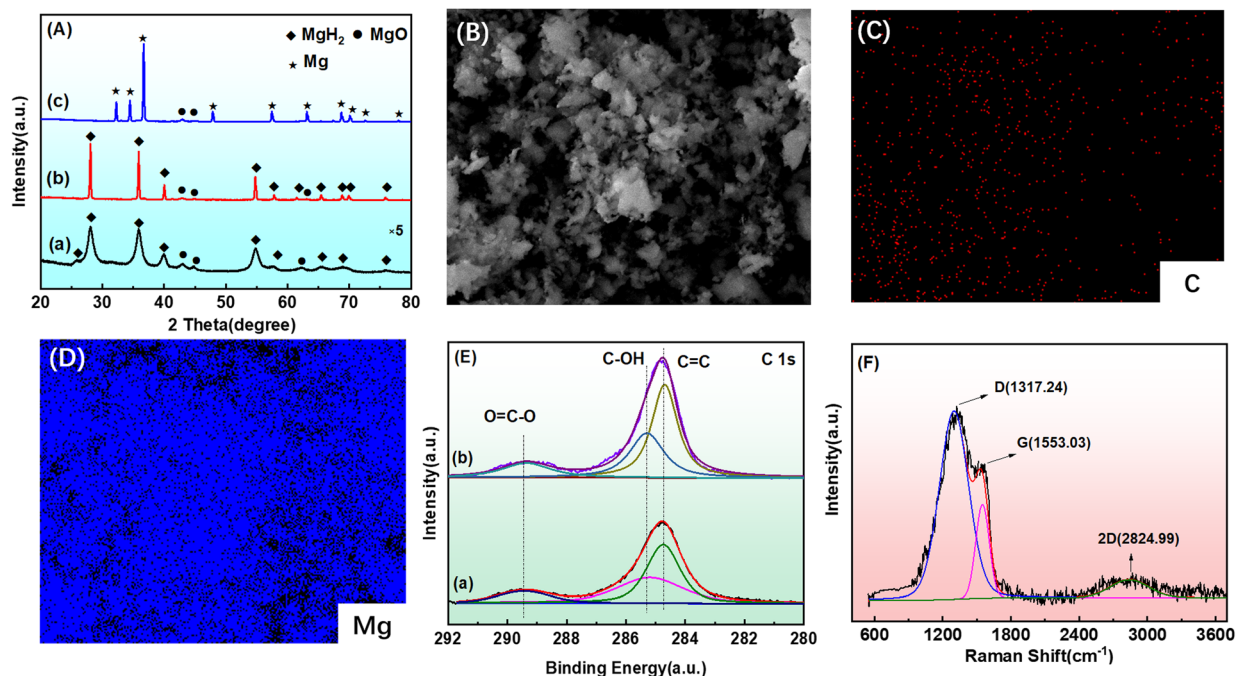 (A)
◆ MgH₂ ● MgO
★ Mg
(c)
(b)
(a)
×5
Intensity(a.u.)
20 30 40 50 60 70 80
2 Theta(degree)
(B)
(C)
C
(D)
Mg
(E)
C-OH
C=C
C 1s
O=C-O
(b)
(a)
Intensity(a.u.)
292 290 288 286 284 282 280
Binding Energy(a.u.)
(F)
D(1317.24)
G(1553.03)
2D(2824.99)
Intensity(a.u.)
600 1200 1800 2400 3000 3600
Raman Shift(cm⁻¹)